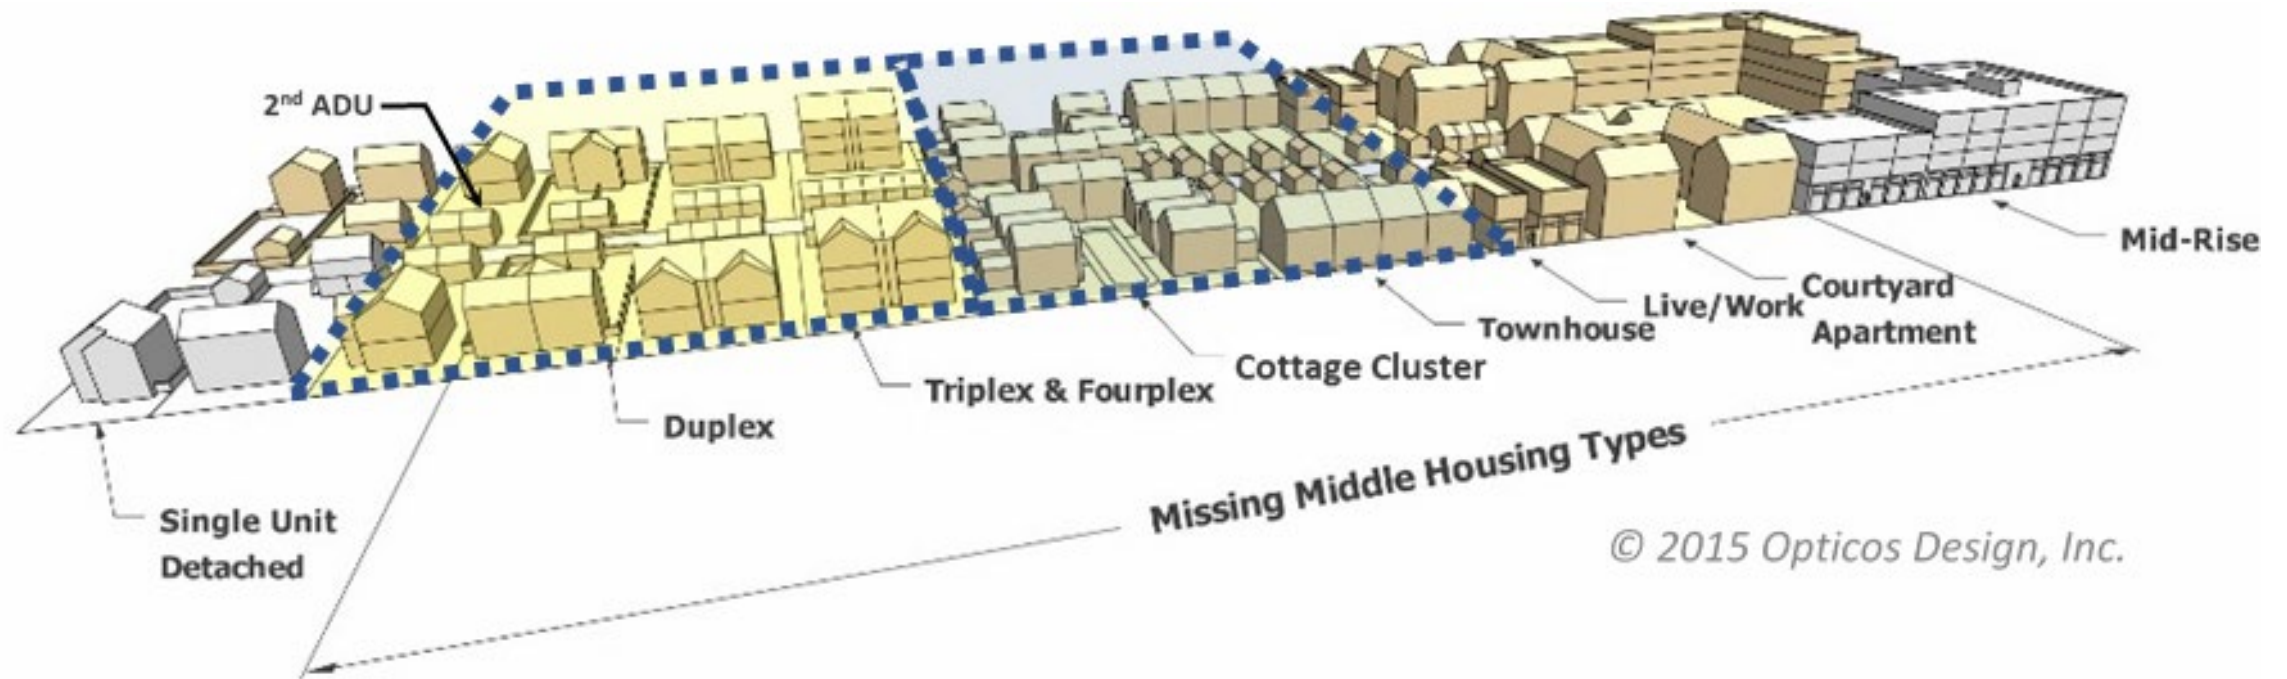 2nd ADU
Mid-Rise
Courtyard
Apartment
Live/Work
Townhouse
Cottage Cluster
Triplex & Fourplex
Duplex
Single Unit
Detached
Missing Middle Housing Types
© 2015 Opticos Design, Inc.